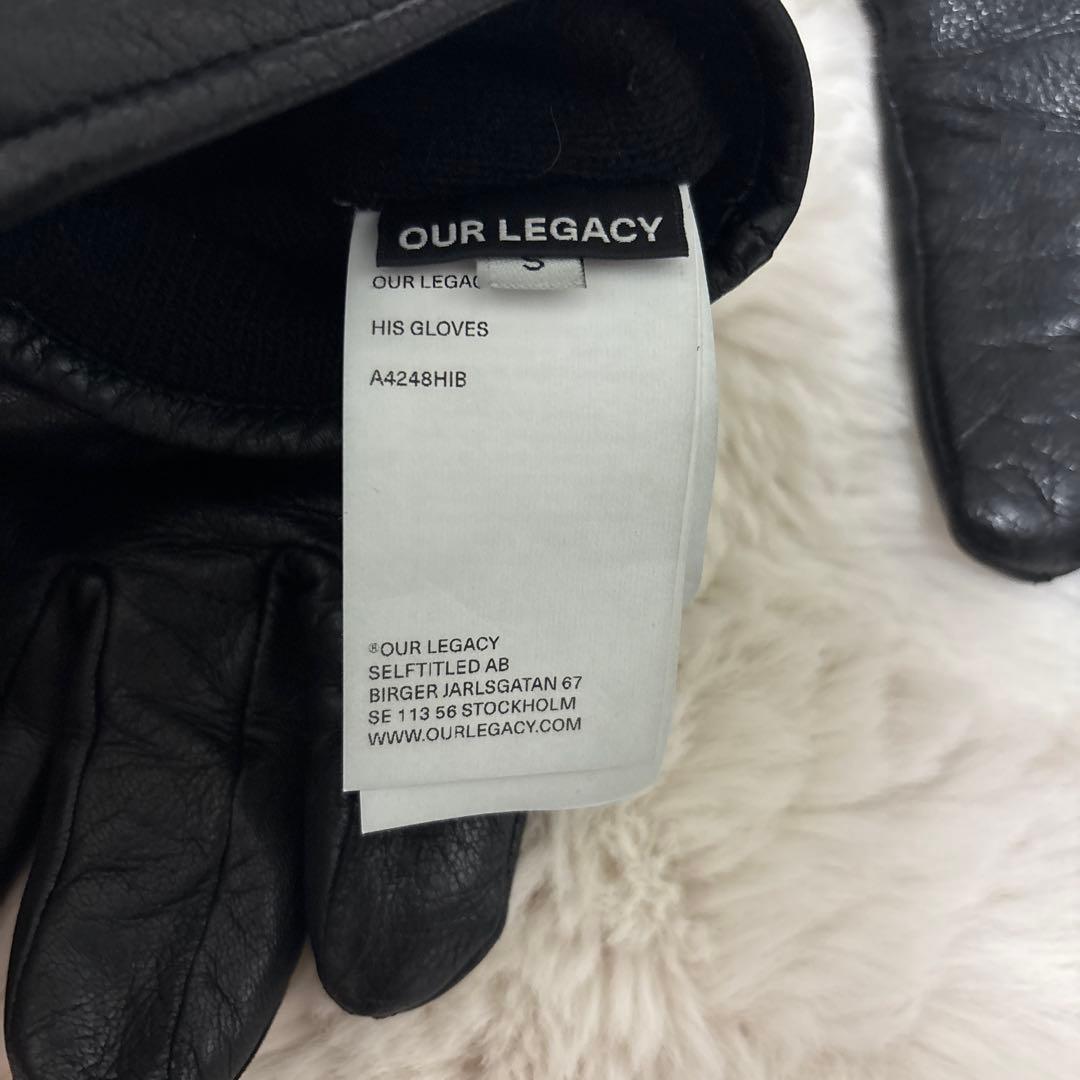 OUR LEGACY
S
OUR LEGAC
HIS GLOVES
A4248HIB
®OUR LEGACY
SELFTITLED AB
BIRGER JARLSGATAN 67
SE 113 56 STOCKHOLM
WWW.OURLEGACY.COM